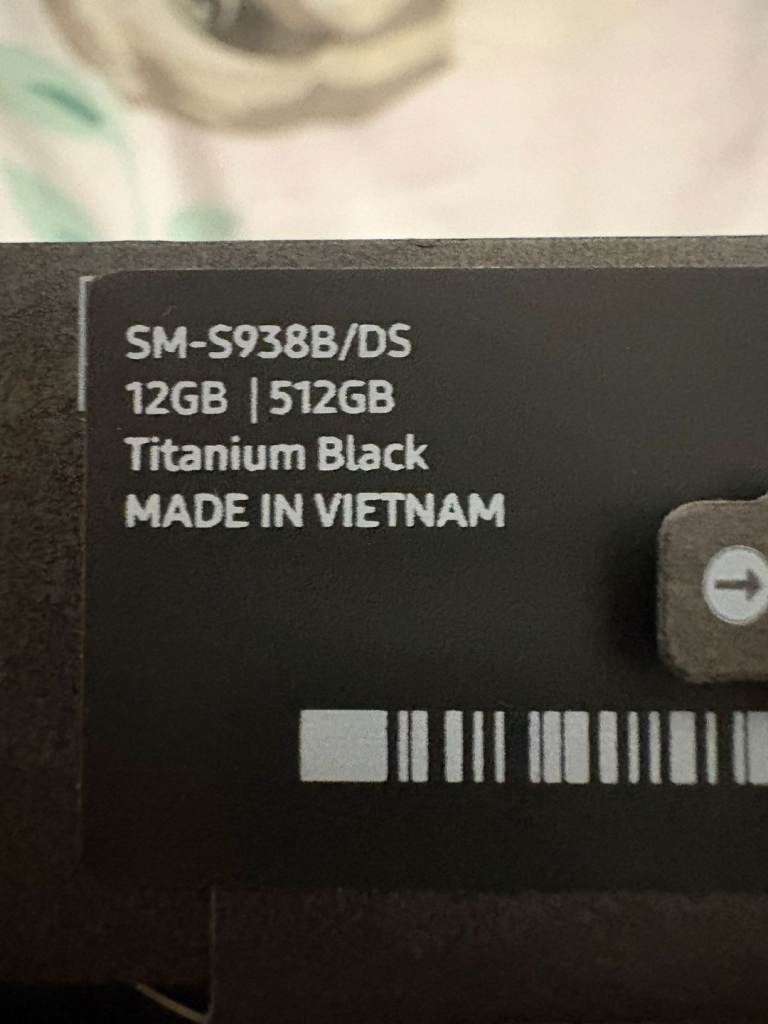 SM-S938B/DS
12GB | 512GB
Titanium Black
MADE IN VIETNAM